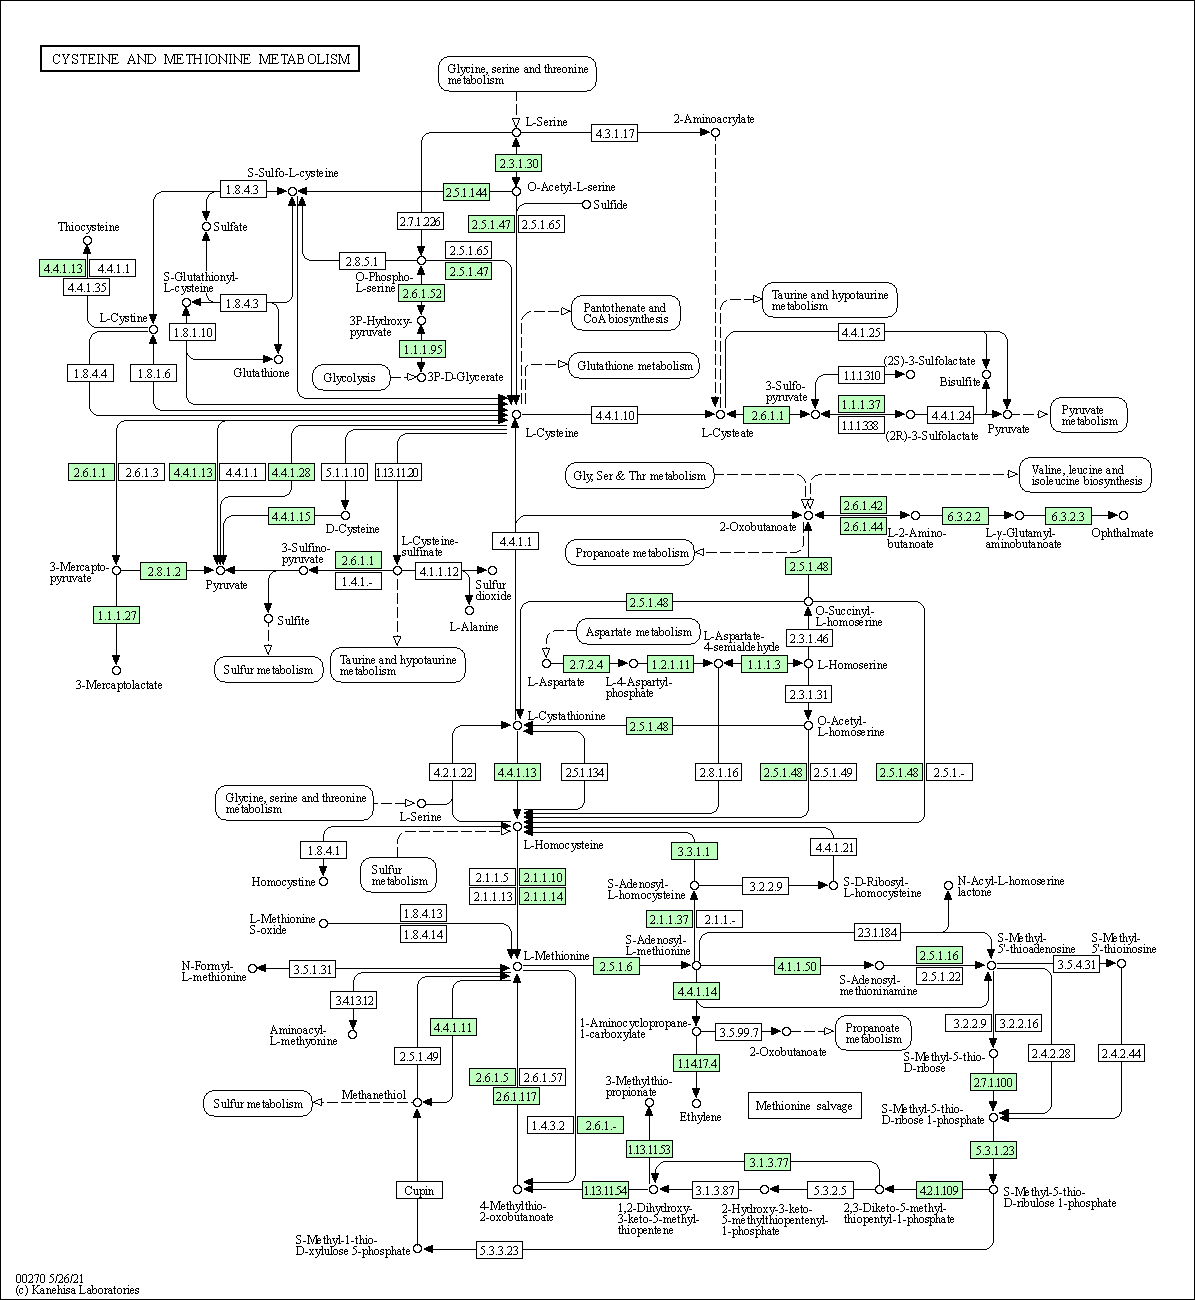 CYSTEINE AND METHIONINE METABOLISM
Glycine, serine and threonine
metabolism
L-Serine
4.3.1.17
2-Aminoacrylate
2.3.1.30
S-Sulfo-L-cysteine
1.8.4.3
2.5.1.144
O-Acetyl-L-serine
Sulfide
Thiocysteine
Sulfate
2.7.1.226
2.5.1.47
2.5.1.65
4.4.1.13
4.4.1.1
4.4.1.35
2.8.5.1
2.5.1.65
2.5.1.47
S-Glutathionyl-
L-cysteine
1.8.4.3
O-Phospho-
L-serine
2.6.1.52
Pantothenate and
CoA biosynthesis
Taurine and hypotaurine
metabolism
L-Cystine
1.8.1.10
3P-Hydroxy-
pyruvate
4.4.1.25
1.8.4.4
1.8.1.6
Glutathione
1.1.1.95
Glycolysis
3P-D-Glycerate
Glutathione metabolism
(2S)-3-Sulfolactate
1.1.1.310
Bisulfite
3-Sulfo-
pyruvate
1.1.1.37
1.1.1.338
L-Cysteine
4.4.1.10
L-Cysteate
2.6.1.1
(2R)-3-Sulfolactate
4.4.1.24
Pyruvate
Pyruvate
metabolism
2.6.1.1
2.6.1.3
4.4.1.13
4.4.1.1
4.4.1.28
5.1.1.10
1.13.11.20
Gly, Ser & Thr metabolism
Valine, leucine and
isoleucine biosynthesis
4.4.1.15
D-Cysteine
2-Oxobutanoate
2.6.1.42
2.6.1.44
L-2-Amino-
butanoate
6.3.2.2
L-γ-Glutamyl-
aminobutanoate
6.3.2.3
Ophthalmate
4.4.1.1
Propanoate metabolism
3-Mercapto-
pyruvate
2.8.1.2
Pyruvate
3-Sulfino-
pyruvate
2.6.1.1
1.4.1.-
L-Cysteine-
sulfinate
4.1.1.12
Sulfur
dioxide
L-Alanine
2.5.1.48
1.1.1.27
Sulfite
2.5.1.48
O-Succinyl-
L-homoserine
3-Mercaptolactate
Sulfur metabolism
Taurine and hypotaurine
metabolism
Aspartate metabolism
L-Aspartate-
4-semialdehyde
2.3.1.46
L-Aspartate
2.7.2.4
L-4-Aspartyl-
phosphate
1.2.1.11
1.1.1.3
L-Homoserine
2.3.1.31
L-Cystathionine
2.5.1.48
O-Acetyl-
L-homoserine
4.2.1.22
4.4.1.13
2.5.1.134
2.8.1.16
2.5.1.48
2.5.1.49
2.5.1.48
2.5.1.-
Glycine, serine and threonine
metabolism
L-Serine
L-Homocysteine
1.8.4.1
Sulfur
metabolism
3.3.1.1
4.4.1.21
Homocystine
2.1.1.5
2.1.1.10
2.1.1.13
2.1.1.14
S-Adenosyl-
L-homocysteine
3.2.2.9
S-D-Ribosyl-
L-homocysteine
N-Acyl-L-homoserine
lactone
L-Methionine
S-oxide
1.8.4.13
1.8.4.14
2.1.1.37
2.1.1.-
2.3.1.184
N-Formyl-
L-methionine
3.5.1.31
L-Methionine
2.5.1.6
S-Adenosyl-
L-methionine
4.1.1.50
S-Adenosyl-
methioninamine
2.5.1.16
2.5.1.22
S-Methyl-
5'-thioadenosine
3.5.4.31
S-Methyl-
5'-thioinosine
3.4.13.12
Aminoacyl-
L-methyonine
4.4.1.11
4.4.1.14
1-Aminocyclopropane-
1-carboxylate
3.5.99.7
2-Oxobutanoate
Propanoate
metabolism
3.2.2.9
3.2.2.16
2.5.1.49
1.14.17.4
S-Methyl-5-thio-
D-ribose
2.4.2.28
2.4.2.44
2.6.1.5
2.6.1.57
2.6.1.117
3-Methylthio-
propionate
2.7.1.100
Sulfur metabolism
Methanethiol
Ethylene
Methionine salvage
S-Methyl-5-thio-
D-ribose 1-phosphate
1.4.3.2
2.6.1.-
1.13.11.53
3.1.3.77
5.3.1.23
Cupin
4-Methylthio-
2-oxobutanoate
1.13.11.54
1,2-Dihydroxy-
3-keto-5-methyl-
thiopentene
3.1.3.87
2-Hydroxy-3-keto-
5-methylthiopentenyl-
1-phosphate
5.3.2.5
2,3-Diketo-5-methyl-
thiopentyl-1-phosphate
4.2.1.109
S-Methyl-5-thio-
D-ribulose 1-phosphate
S-Methyl-1-thio-
D-xylulose 5-phosphate
5.3.3.23
00270 5/26/21
(c) Kanehisa Laboratories